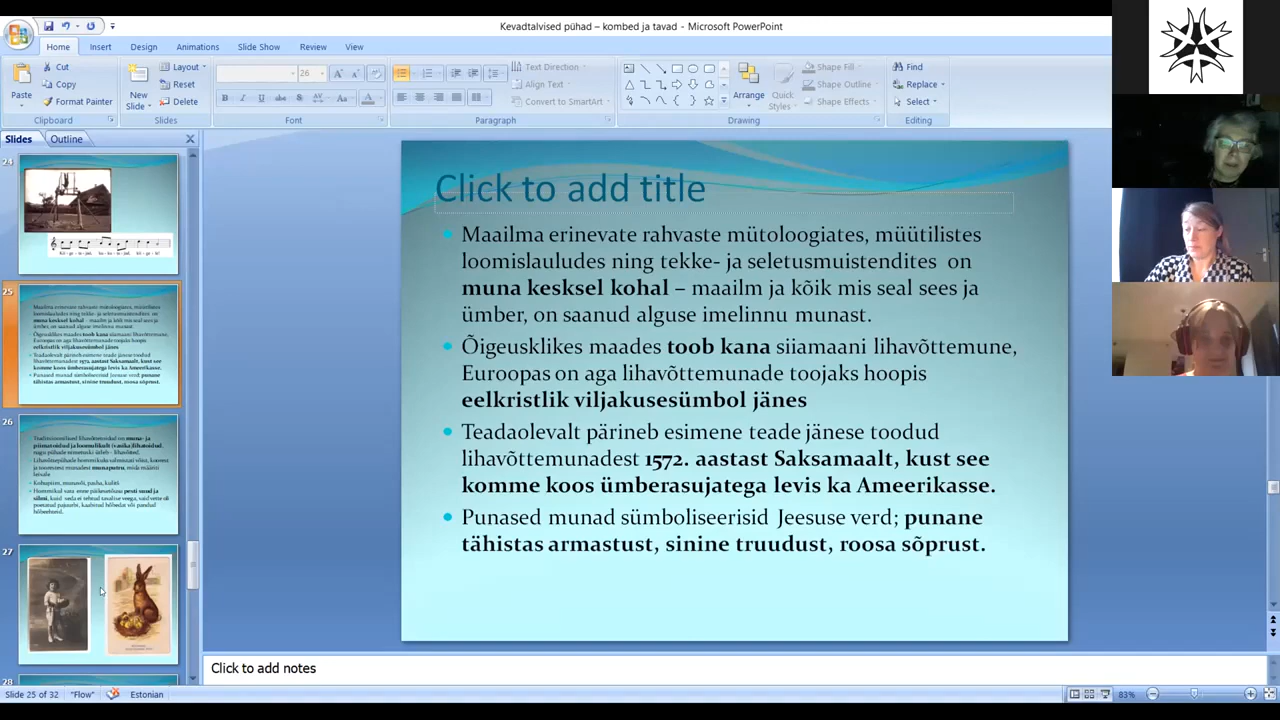 Kevadtalvised pühad – kombed ja tavad - Microsoft PowerPoint
Home Insert Design Animations Slide Show Review View
Paste
Cut
Copy
Format Painter
Clipboard
New Slide
Layout
Reset
Delete
Slides
26
Font
Text Direction
Align Text
Convert to SmartArt
Paragraph
Arrange
Quick Styles
Shape Fill
Shape Outline
Shape Effects
Drawing
Find
Replace
Select
Editing
Slides Outline
24
25
26
27
28
Click to add title
Maailma erinevate rahvaste mütoloogiates, müütilistes
loomislauludes ning tekke- ja seletusmuistendites on
muna kesksel kohal – maailm ja kõik mis seal sees ja
ümber, on saanud alguse imelinnu munast.
Õigeusklikes maades toob kana siiamaani lihavõttemune,
Euroopas on aga lihavõttemunade toojaks hoopis
eelkristlik viljakusesümbol jänes
Teadaolevalt pärineb esimene teade jänese toodud
lihavõttemunadest 1572. aastast Saksamaalt, kust see
komme koos ümberasujatega levis ka Ameerikasse.
Punased munad sümboliseerisid Jeesuse verd; punane
tähistas armastust, sinine truudust, roosa sõprust.
Click to add notes
Slide 25 of 32 "Flow" Estonian 83%